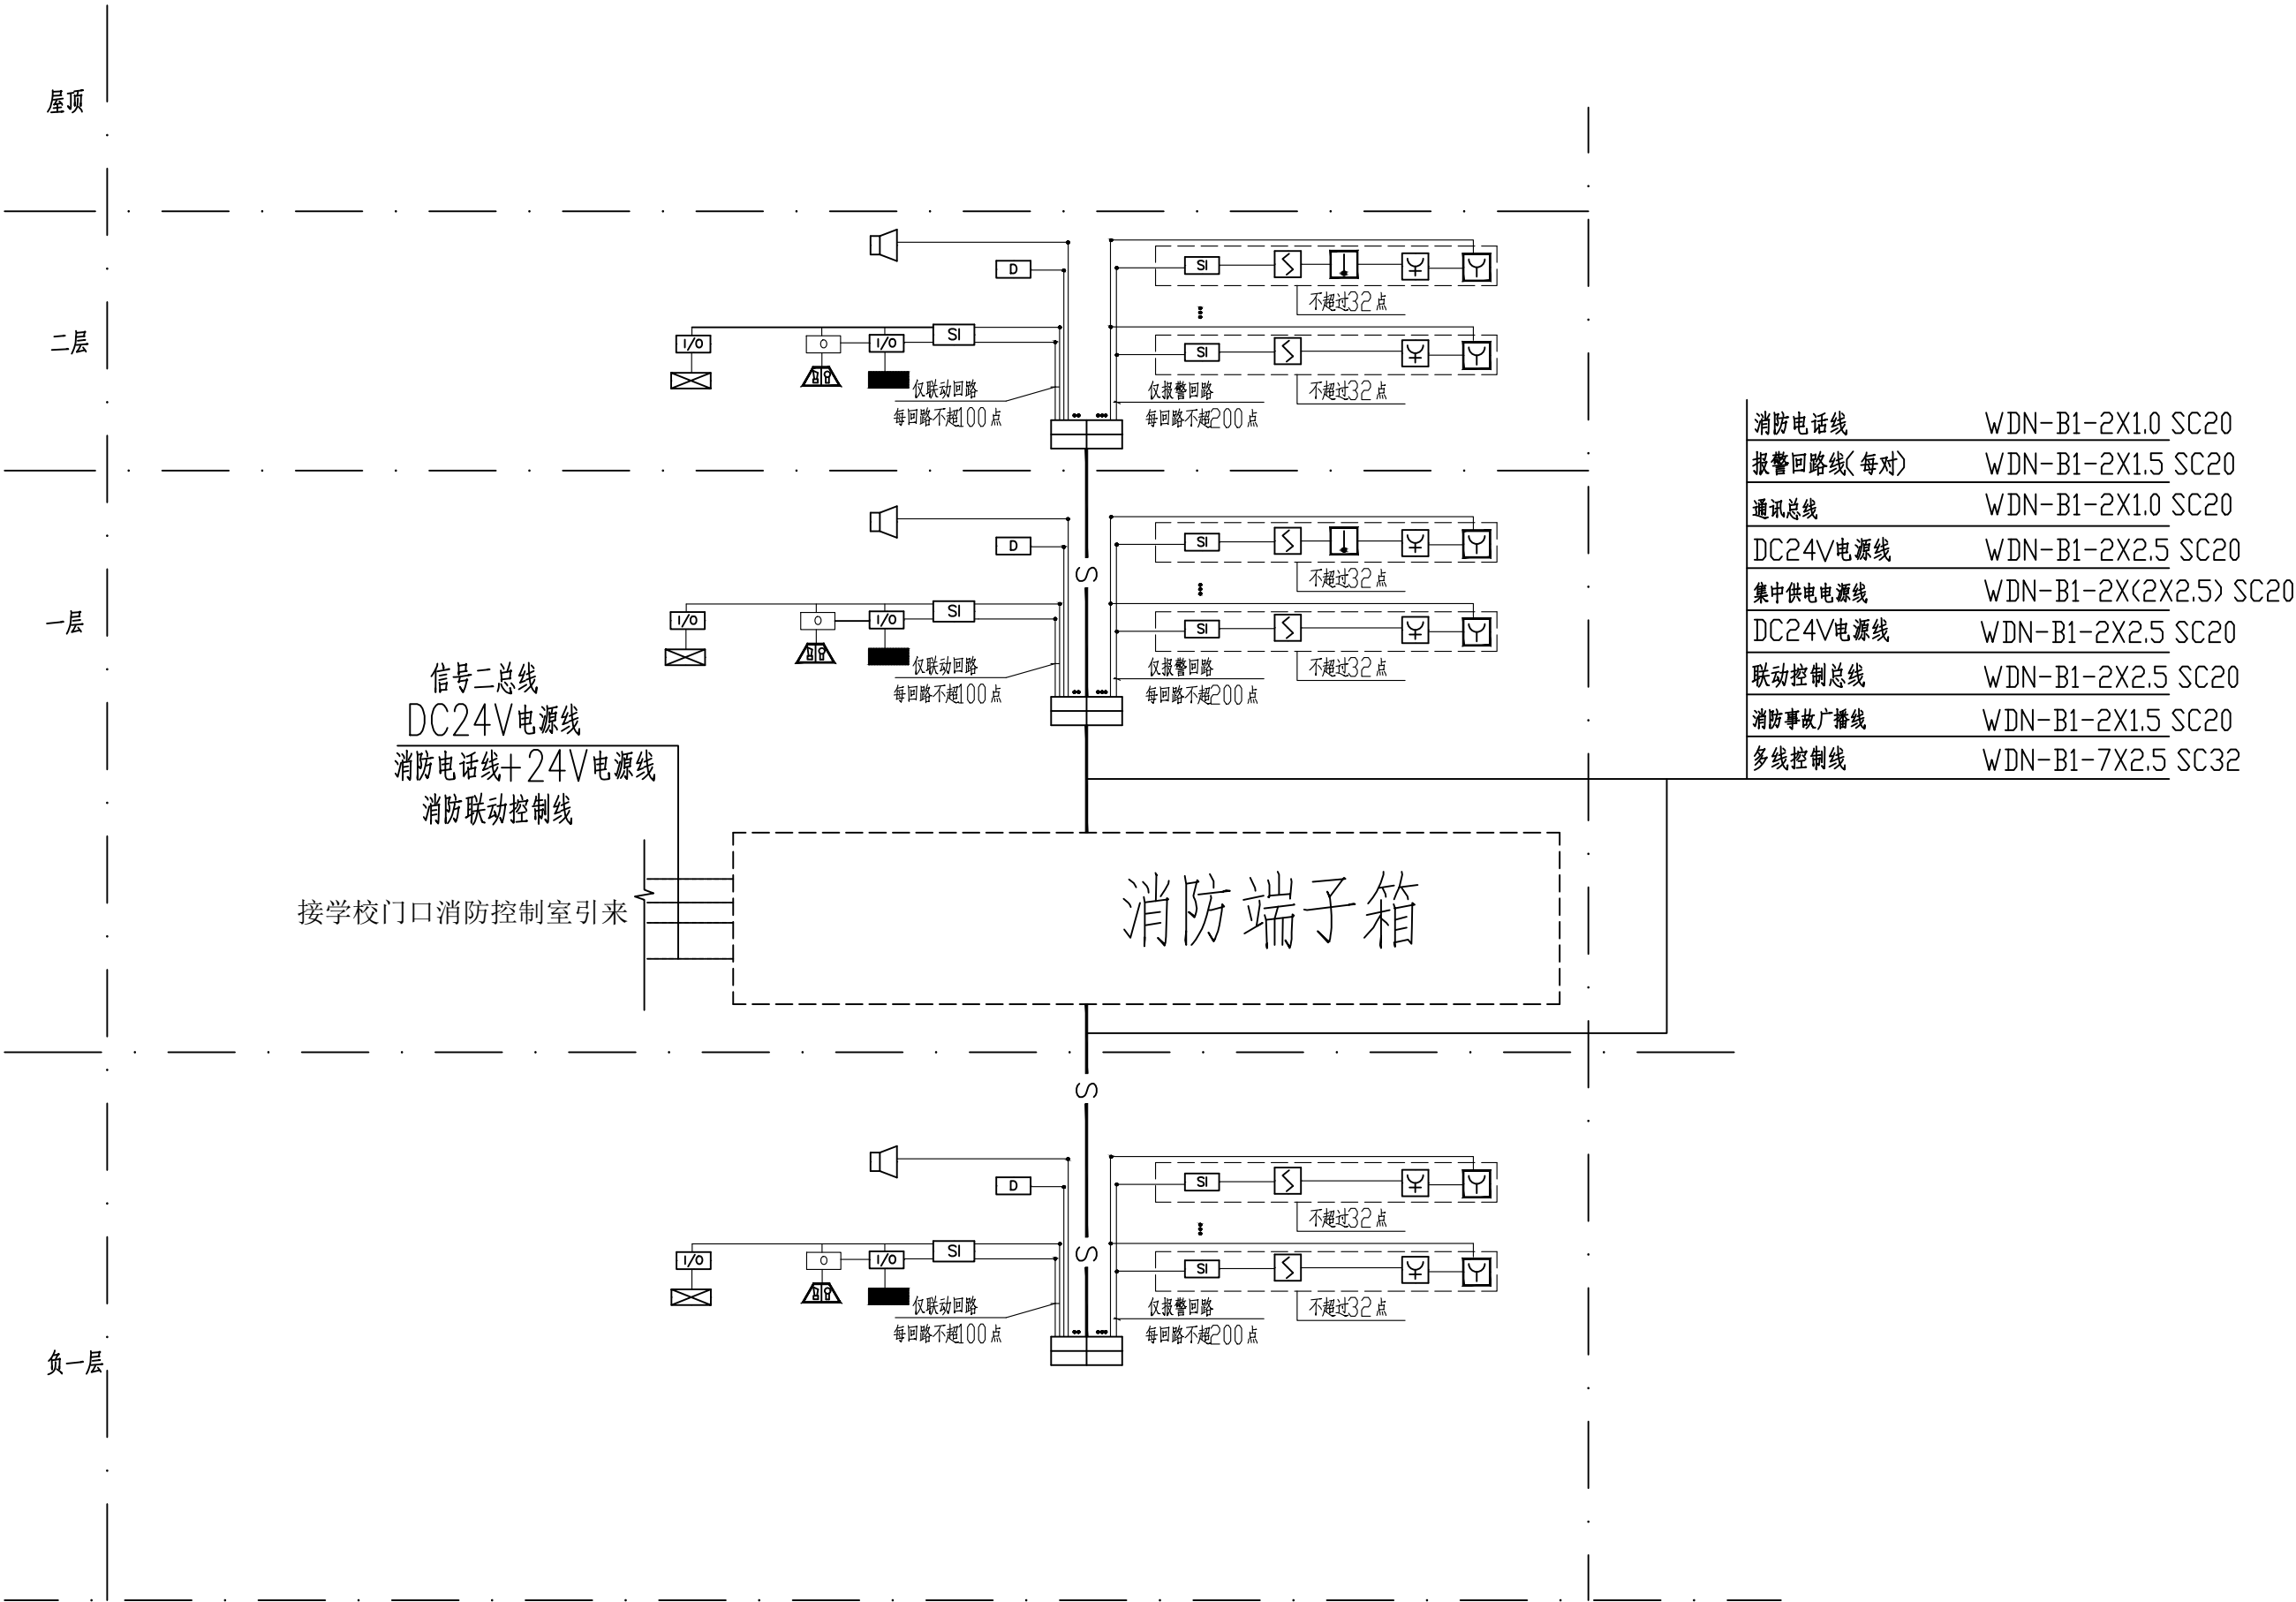 屋顶
二层
D
SI
I/O
O
I/O
仅联动回路
每回路不超100点
SI
不超过32点
SI
不超过32点
仅报警回路
每回路不超200点
一层
D
SI
I/O
O
I/O
仅联动回路
每回路不超100点
S
SI
不超过32点
SI
不超过32点
仅报警回路
每回路不超200点
消防电话线 WDN-B1-2X1.0 SC20
报警回路线(每对) WDN-B1-2X1.5 SC20
通讯总线 WDN-B1-2X1.0 SC20
DC24V电源线 WDN-B1-2X2.5 SC20
集中供电电源线 WDN-B1-2X(2X2.5) SC20
DC24V电源线 WDN-B1-2X2.5 SC20
联动控制总线 WDN-B1-2X2.5 SC20
消防事故广播线 WDN-B1-2X1.5 SC20
多线控制线 WDN-B1-7X2.5 SC32
信号二总线
DC24V电源线
消防电话线+24V电源线
消防联动控制线
接学校门口消防控制室引来
消防端子箱
S
负一层
D
SI
I/O
O
I/O
仅联动回路
每回路不超100点
S
SI
不超过32点
SI
不超过32点
仅报警回路
每回路不超200点